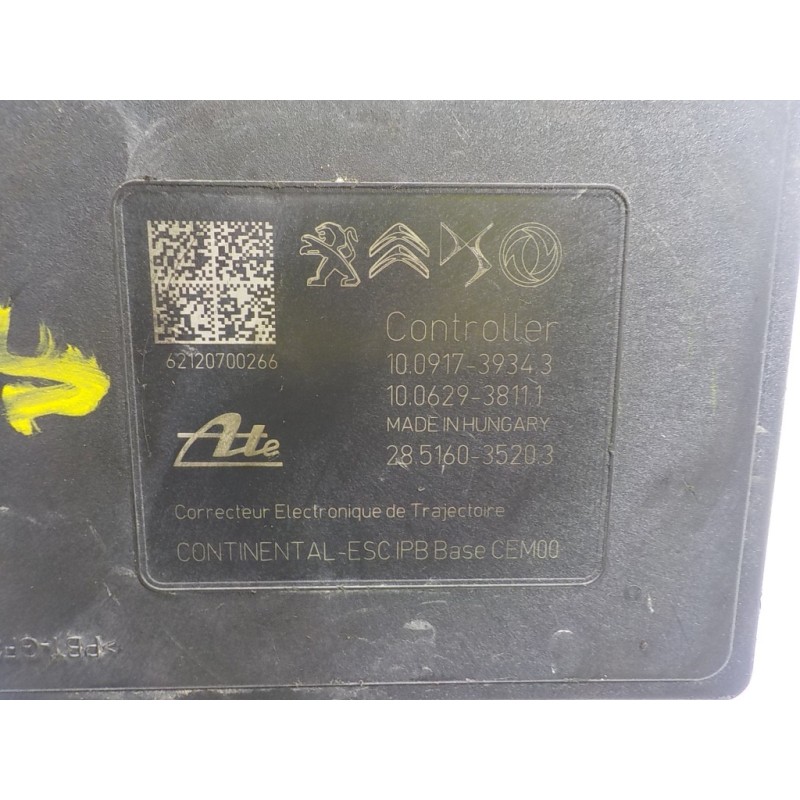 Controller
62120700266
10.0917-3934.3
10.0629-3811.1
MADE IN HUNGARY
Ate
28.5160-3520.3
Correcteur Electronique de Trajectoire
CONTINENTAL-ESC IPB Base CEM00